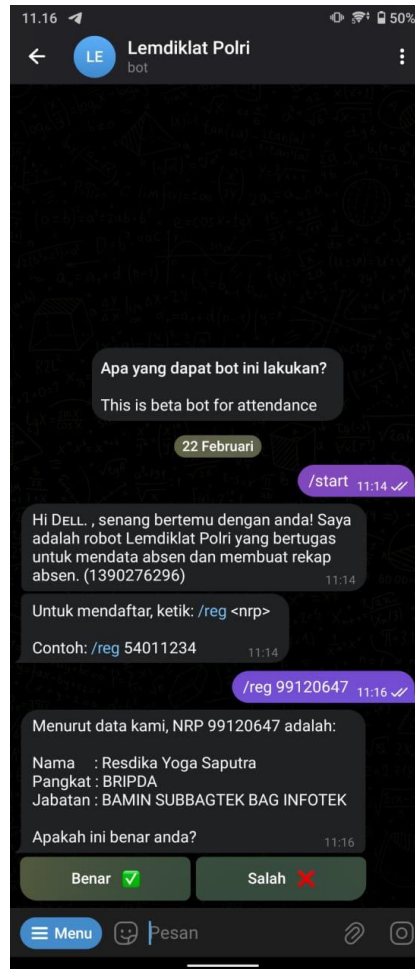 11.16
50%
LE
Lemdiklat Polri
bot
Apa yang dapat bot ini lakukan?
This is beta bot for attendance
22 Februari
/start 11:14
Hi DELL. , senang bertemu dengan anda! Saya
adalah robot Lemdiklat Polri yang bertugas
untuk mendata absen dan membuat rekap
absen. (1390276296)
11:14
Untuk mendaftar, ketik: /reg <nrp>
Contoh: /reg 54011234
11:14
/reg 99120647 11:16
Menurut data kami, NRP 99120647 adalah:
Nama : Resdika Yoga Saputra
Pangkat : BRIPDA
Jabatan : BAMIN SUBBAGTEK BAG INFOTEK
Apakah ini benar anda?
11:16
Benar ✅ Salah ❌
Menu
Pesan